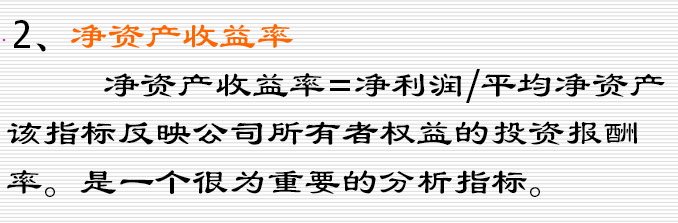 2、净资产收益率
净资产收益率=净利润/平均净资产
该指标反映公司所有者权益的投资报酬
率。是一个很为重要的分析指标。